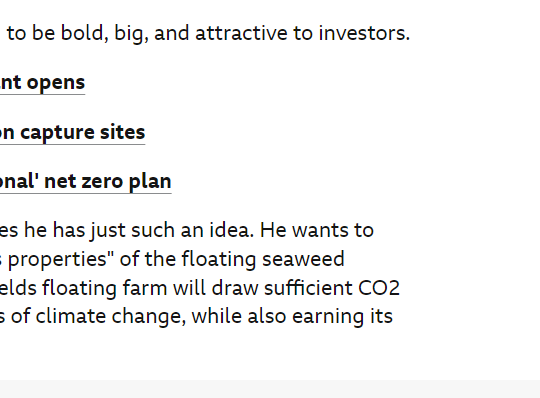 to be bold, big, and attractive to investors.
nt opens
n capture sites
onal' net zero plan
es he has just such an idea. He wants to
properties" of the floating seaweed
elds floating farm will draw sufficient CO2
s of climate change, while also earning its